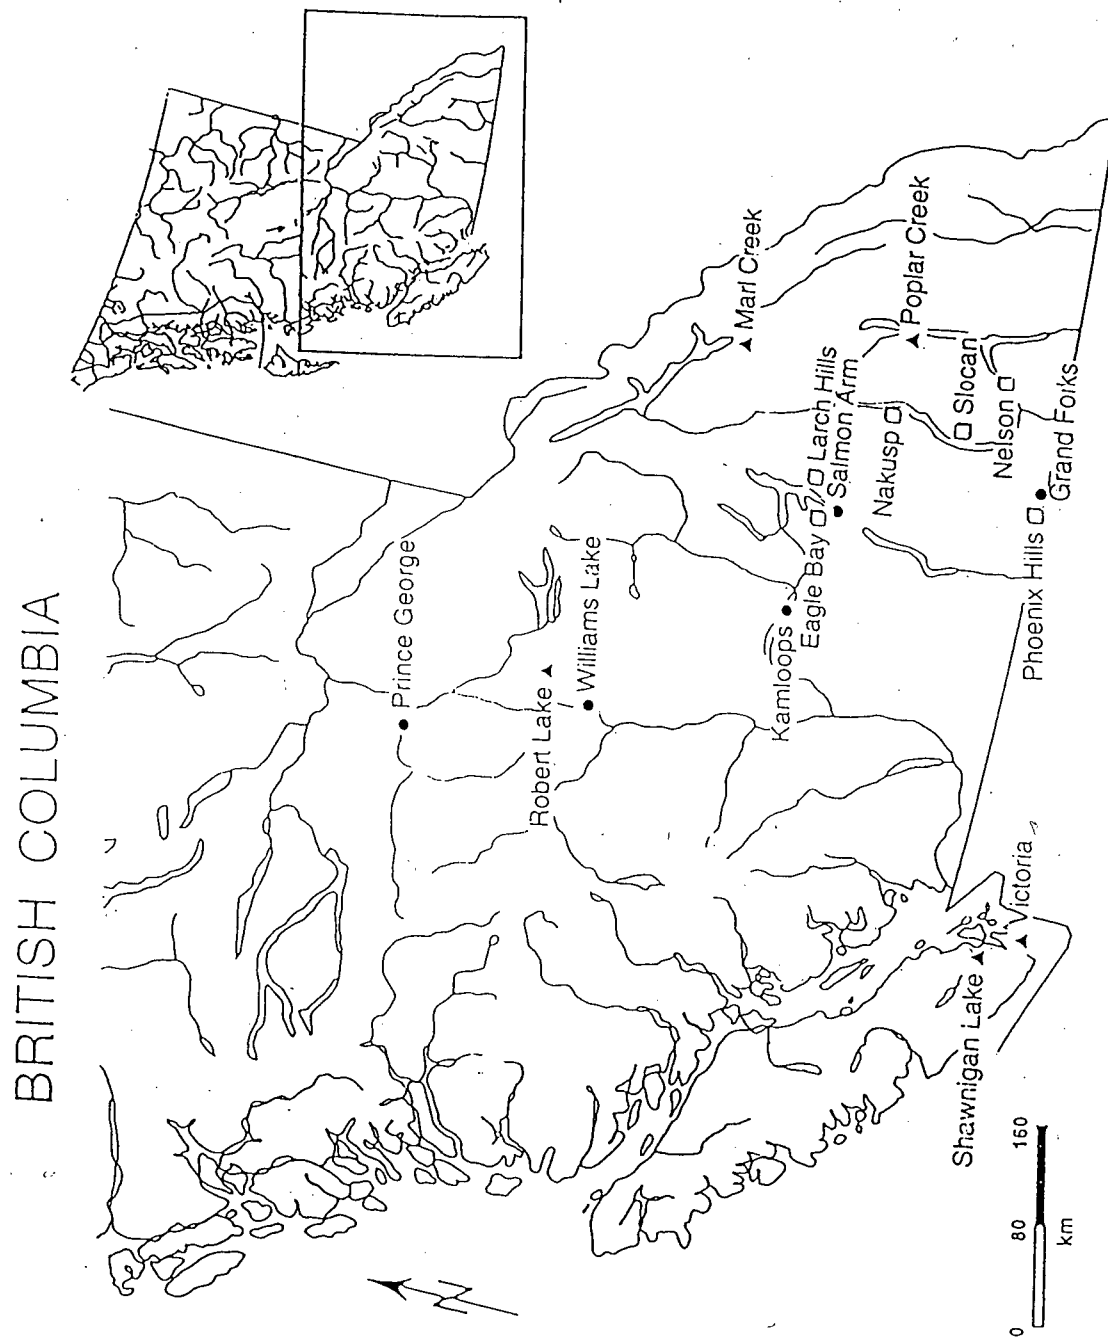 BRITISH COLUMBIA
Prince George
Robert Lake
Williams Lake
Marl Creek
Kamloops
Eagle Bay
Larch Hills
Salmon Arm
Poplar Creek
Nakusp
Slocan
Nelson
Phoenix Hills
Grand Forks
Shawnigan Lake
ictoria
N
0 80 160
km